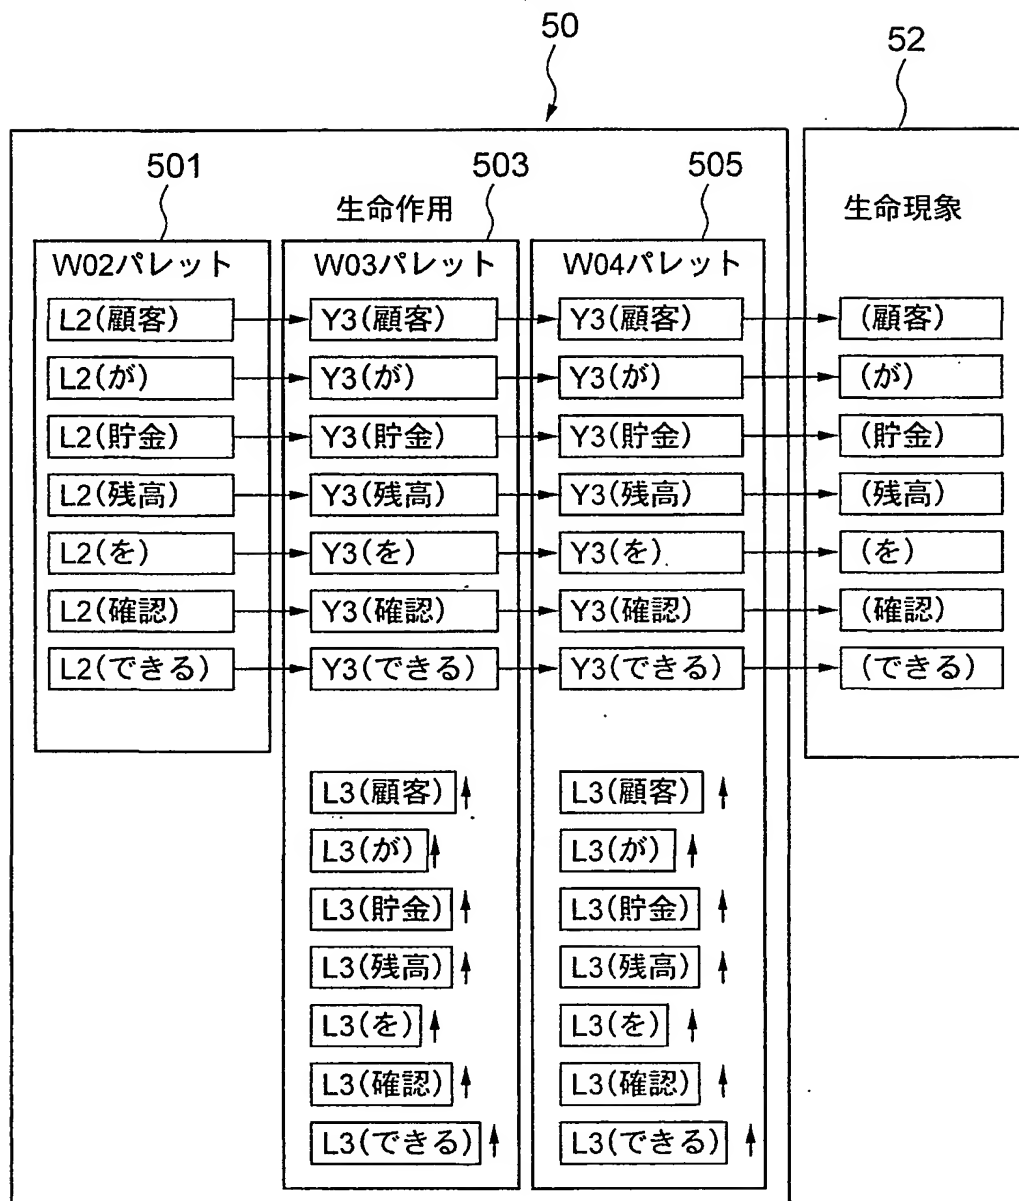 50
52
501
503
505
生命作用
生命現象
W02パレット
W03パレット
W04パレット
L2(顧客) Y3(顧客) Y3(顧客) (顧客)
L2(が) Y3(が) Y3(が) (が)
L2(貯金) Y3(貯金) Y3(貯金) (貯金)
L2(残高) Y3(残高) Y3(残高) (残高)
L2(を) Y3(を) Y3(を) (を)
L2(確認) Y3(確認) Y3(確認) (確認)
L2(できる) Y3(できる) Y3(できる) (できる)
L3(顧客) L3(顧客)
L3(が) L3(が)
L3(貯金) L3(貯金)
L3(残高) L3(残高)
L3(を) L3(を)
L3(確認) L3(確認)
L3(できる) L3(できる)